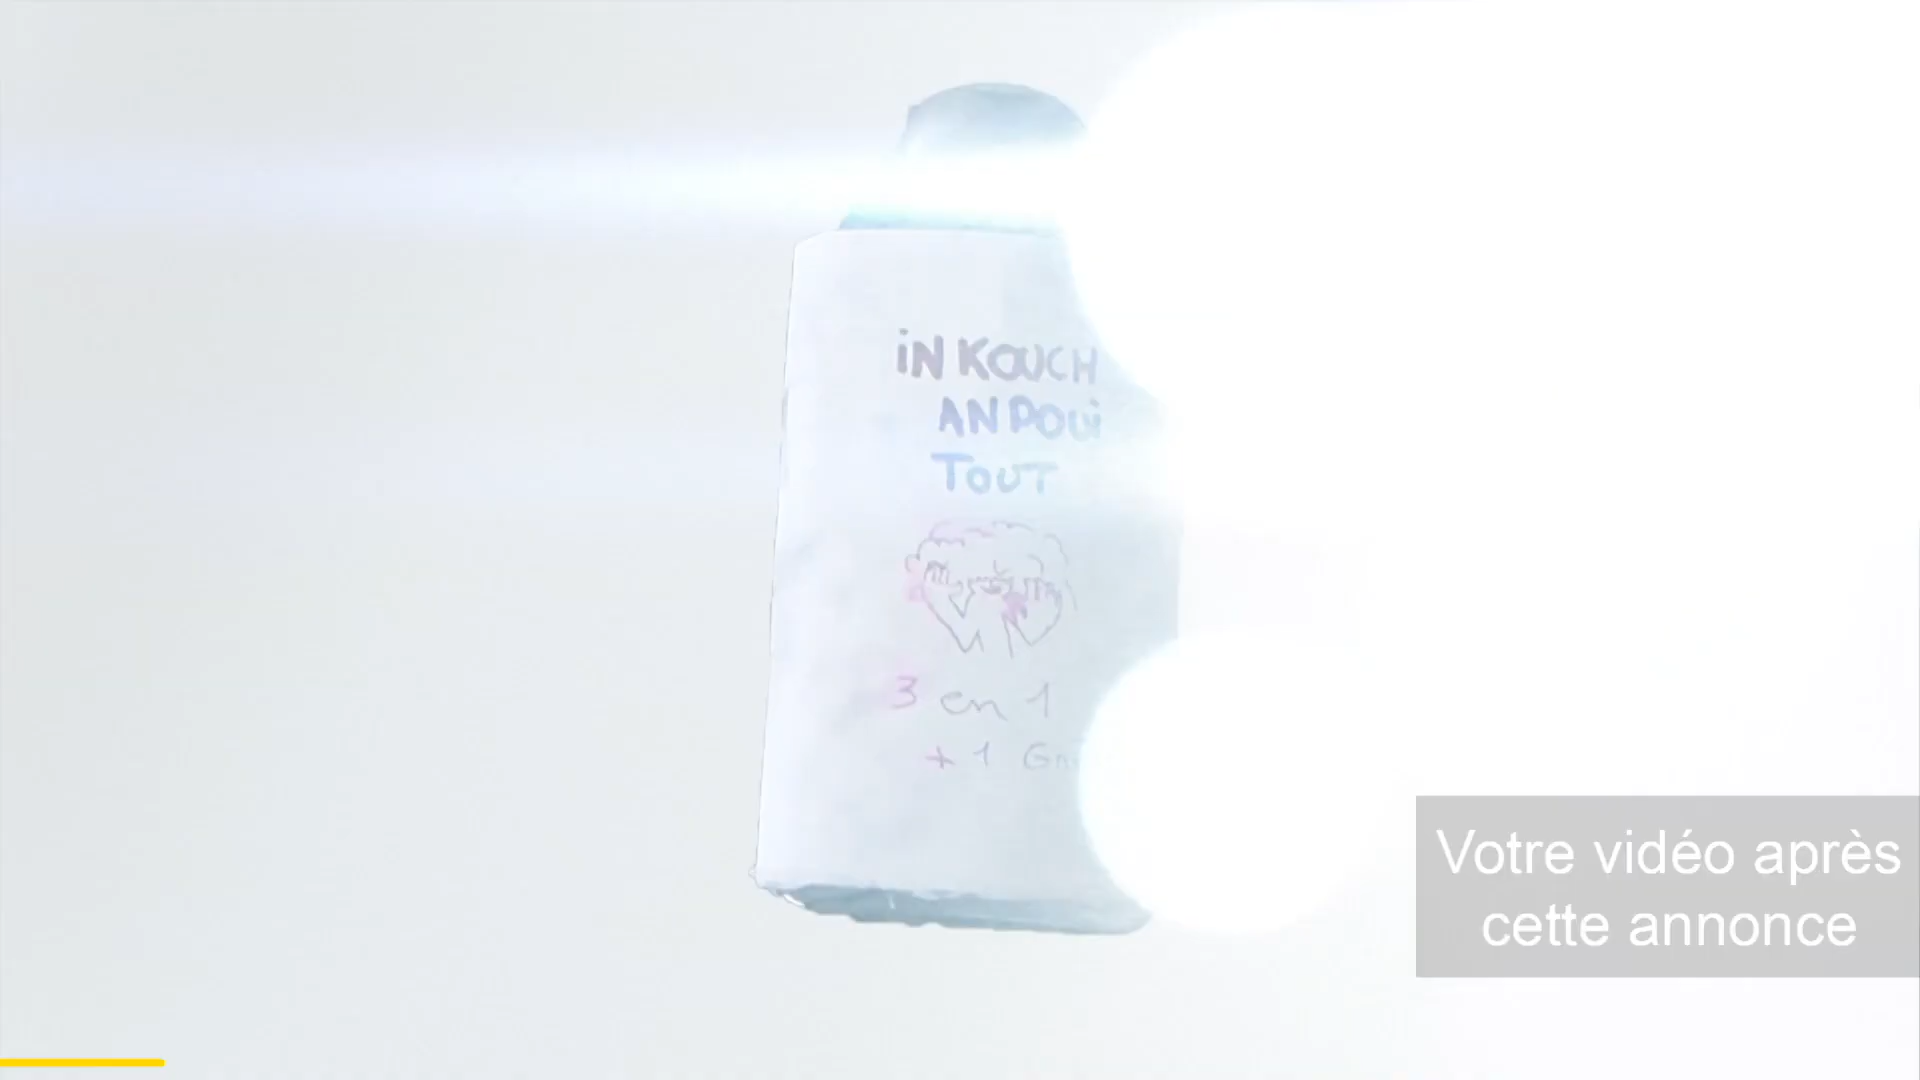 iN KOUCH
AN POUi
TOUT
3 en 1
+ 1
Votre vidéo après
cette annonce